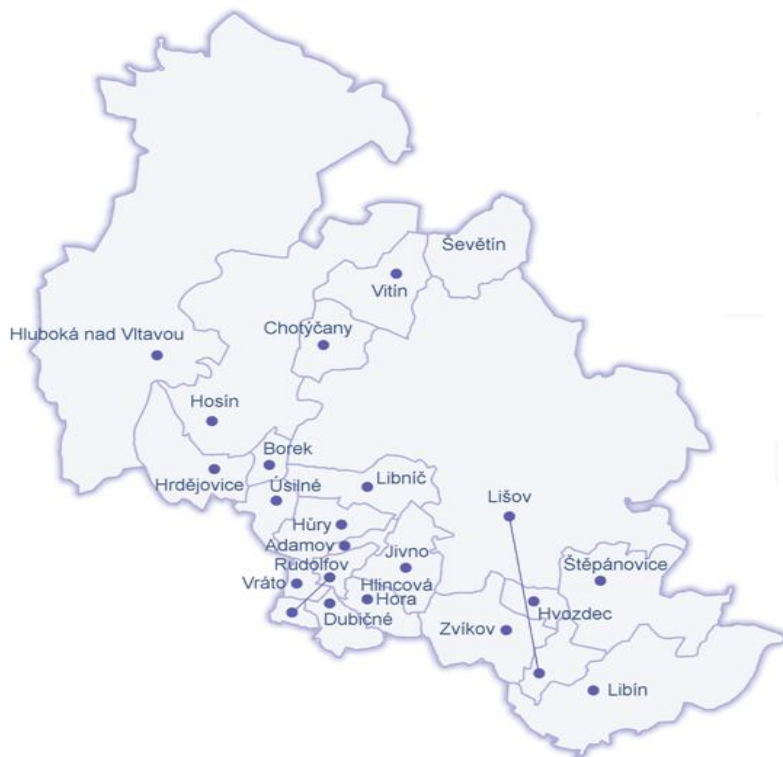 Ševětín
Vitín
Chotýčany
Hluboká nad Vltavou
Hosín
Borek
Hrdějovice
Úsilné
Libníč
Lišov
Hůry
Adamov
Jivno
Rudolfov
Štěpánovice
Vráto
Hlincová
Hora
Hvozdec
Dubičné
Zvíkov
Libín